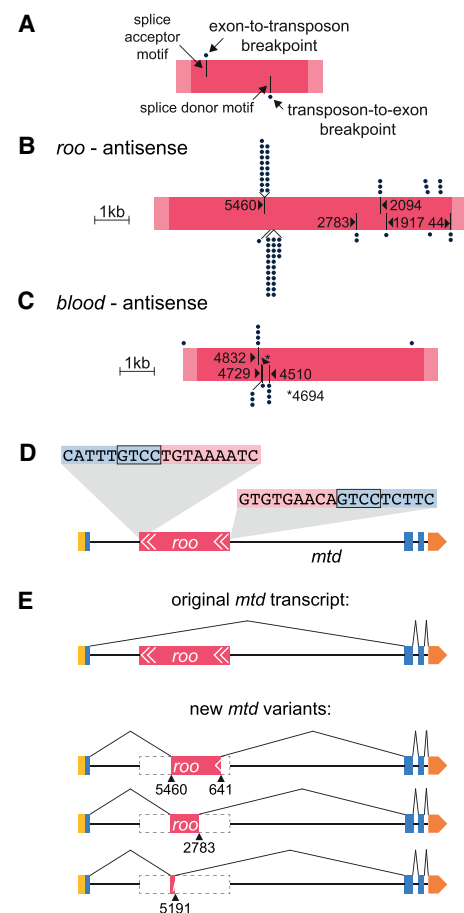 A
splice
acceptor
motif
exon-to-transposon
breakpoint
splice donor motif
transposon-to-exon
breakpoint
B
roo - antisense
1kb
5460
2094
2783
1917
44
C
blood - antisense
1kb
4832
*
4729
4510
*4694
D
CATTTGTCCTGTAAAATC
GTGTGAACAGTCCTCTTC
roo
mtd
E
original mtd transcript:
roo
new mtd variants:
roo
5460
641
roo
2783
5191